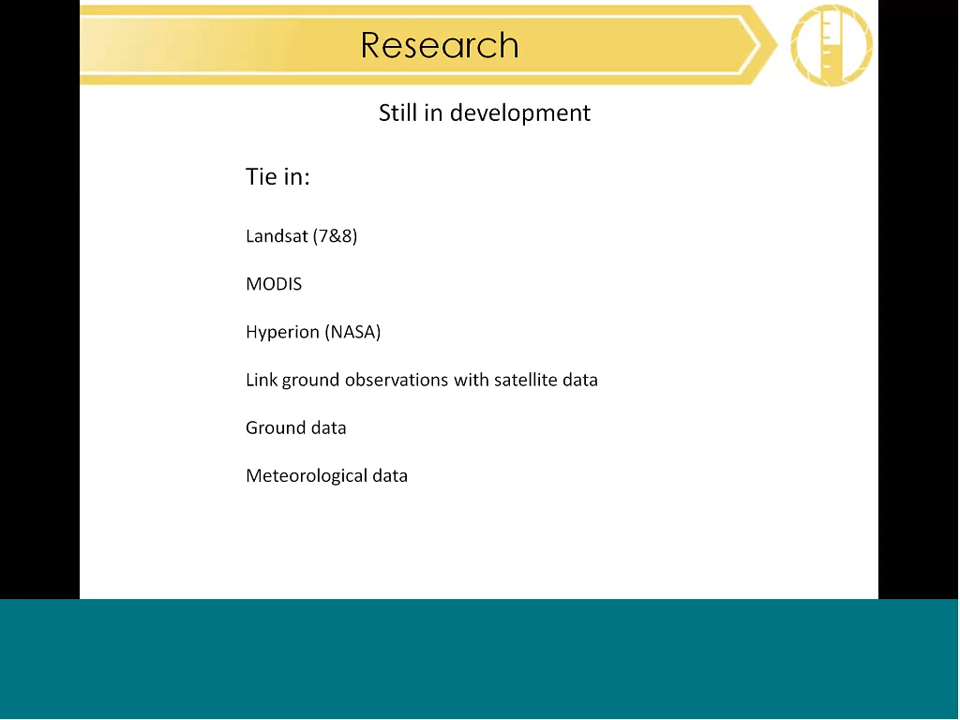 Research
Still in development
Tie in:
Landsat (7&8)
MODIS
Hyperion (NASA)
Link ground observations with satellite data
Ground data
Meteorological data